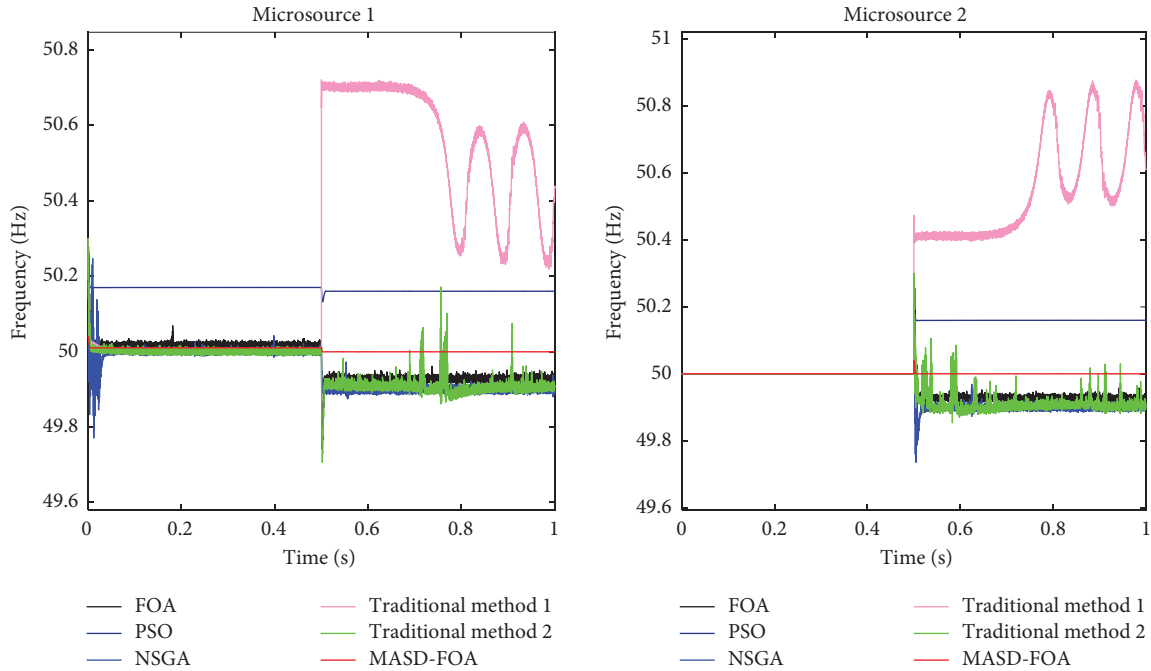 Microsource 1
50.8
50.6
50.4
50.2
50
49.8
49.6
Frequency (Hz)
0
0.2
0.4
0.6
0.8
1
Time (s)
FOA
PSO
NSGA
Traditional method 1
Traditional method 2
MASD-FOA
Microsource 2
51
50.8
50.6
50.4
50.2
50
49.8
49.6
Frequency (Hz)
0
0.2
0.4
0.6
0.8
1
Time (s)
FOA
PSO
NSGA
Traditional method 1
Traditional method 2
MASD-FOA